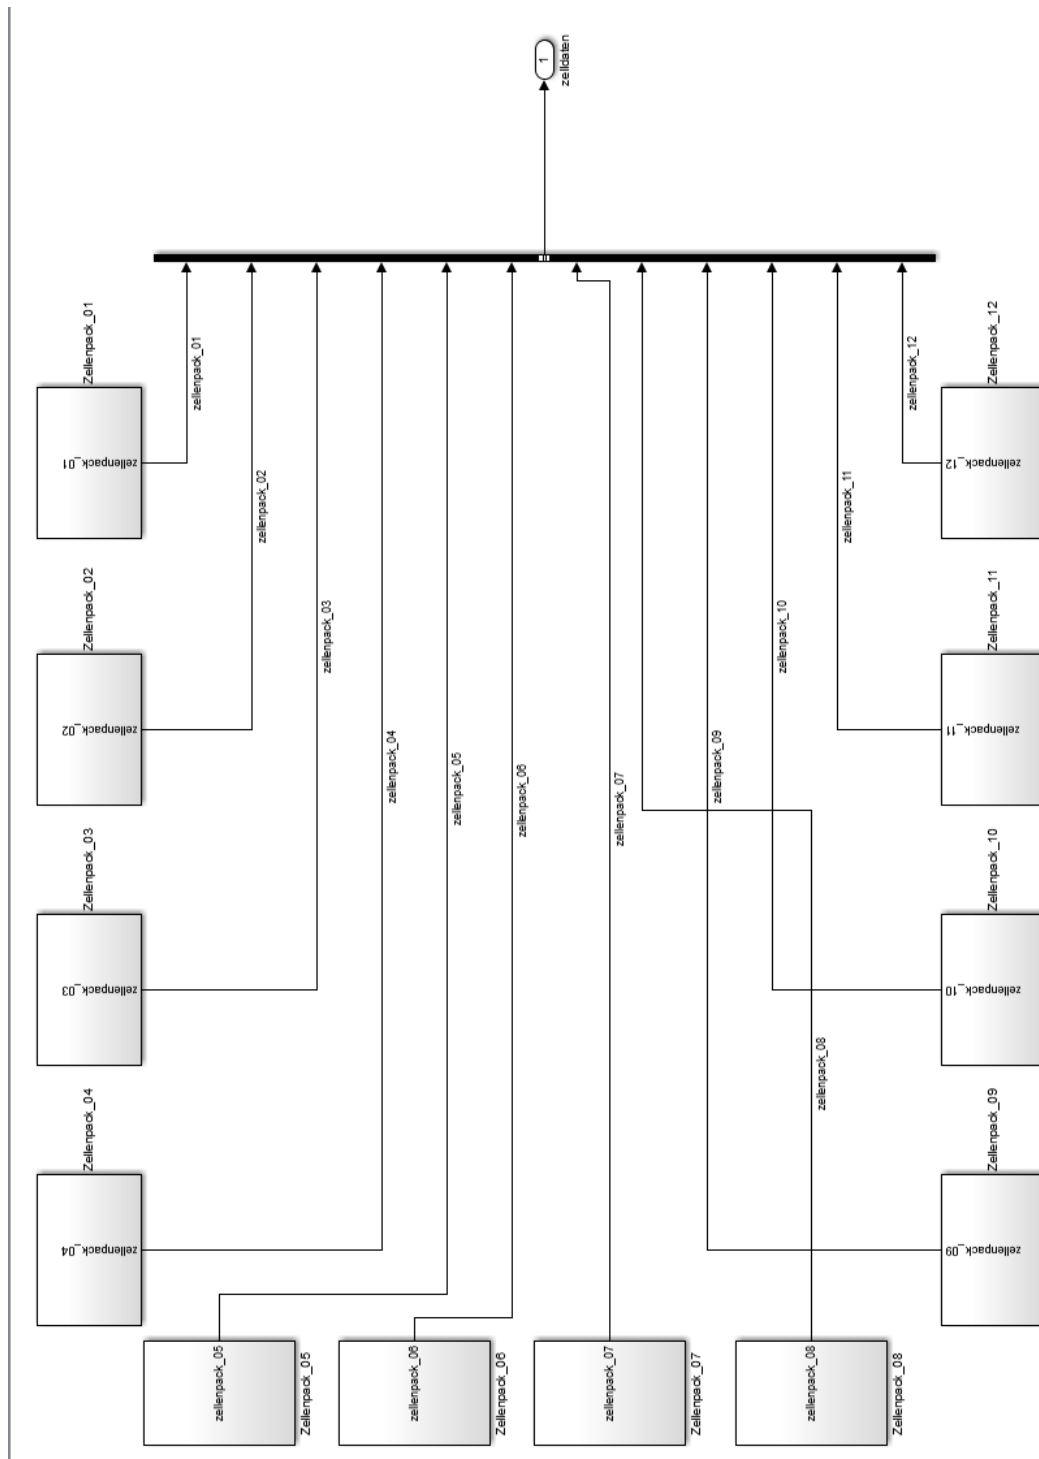 1
zelldaten
Zellenpack_01
zellenpack_01
zellenpack_01
Zellenpack_02
zellenpack_02
zellenpack_02
Zellenpack_03
zellenpack_03
zellenpack_03
Zellenpack_04
zellenpack_04
zellenpack_04
zellenpack_05
Zellenpack_05
zellenpack_05
zellenpack_06
Zellenpack_06
zellenpack_06
zellenpack_07
Zellenpack_07
zellenpack_07
zellenpack_08
Zellenpack_08
zellenpack_08
Zellenpack_09
zellenpack_09
zellenpack_09
Zellenpack_10
zellenpack_10
zellenpack_10
Zellenpack_11
zellenpack_11
zellenpack_11
Zellenpack_12
zellenpack_12
zellenpack_12